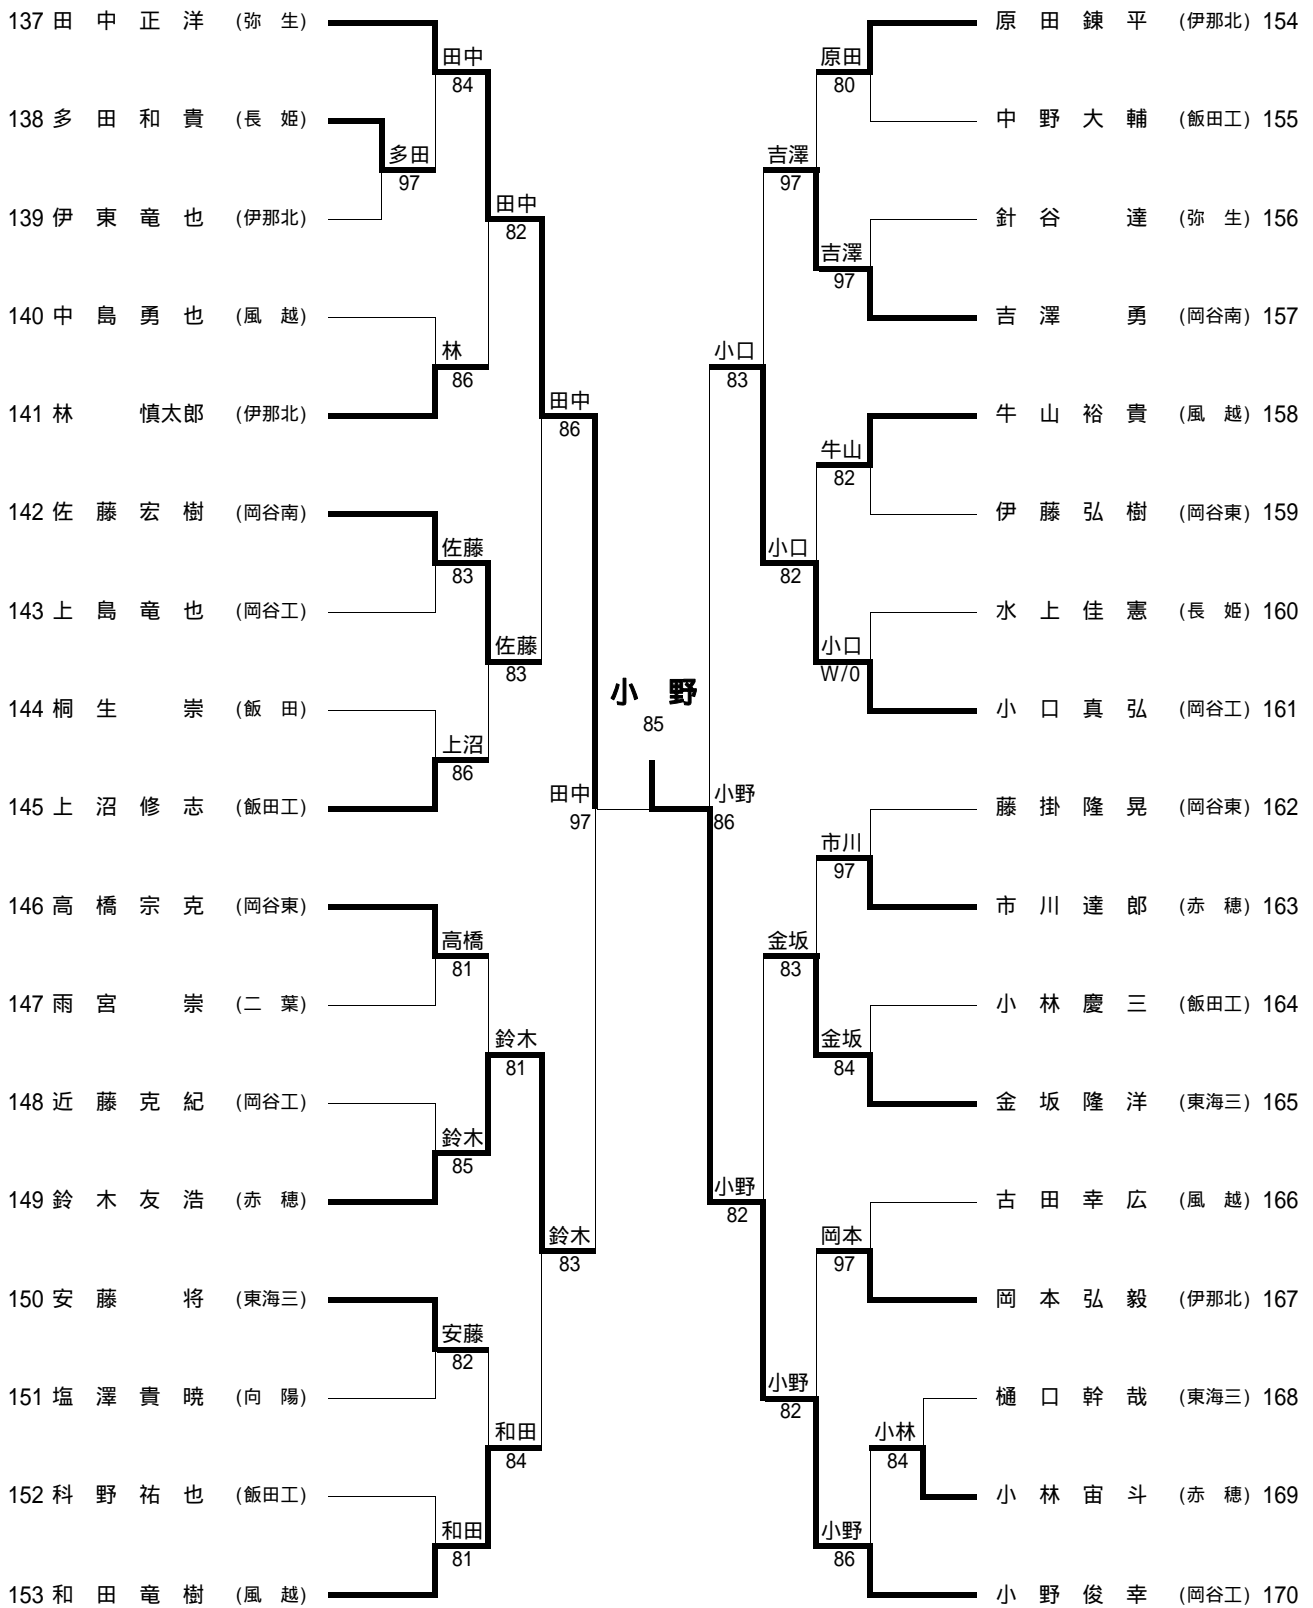 137 田 中 正 洋 (弥 生)
田中
84
138 多 田 和 貴 (長 姫)
多田
97
139 伊 東 竜 也 (伊那北)
田中
82
140 中 島 勇 也 (風 越)
林
86
141 林 慎太郎 (伊那北)
田中
86
142 佐 藤 宏 樹 (岡谷南)
佐藤
83
143 上 島 竜 也 (岡谷工)
佐藤
83
144 桐 生 崇 (飯 田)
上沼
86
145 上 沼 修 志 (飯田工)
田中
97
146 高 橋 宗 克 (岡谷東)
高橋
81
147 雨 宮 崇 (二 葉)
鈴木
81
148 近 藤 克 紀 (岡谷工)
鈴木
85
149 鈴 木 友 浩 (赤 穂)
鈴木
83
150 安 藤 将 (東海三)
安藤
82
151 塩 澤 貴 暁 (向 陽)
和田
84
152 科 野 祐 也 (飯田工)
和田
81
153 和 田 竜 樹 (風 越)
小 野
85
原 田 錬 平 (伊那北) 154
原田
80
中 野 大 輔 (飯田工) 155
吉澤
97
針 谷 達 (弥 生) 156
吉澤
97
吉 澤 勇 (岡谷南) 157
小口
83
牛 山 裕 貴 (風 越) 158
牛山
82
伊 藤 弘 樹 (岡谷東) 159
小口
82
水 上 佳 憲 (長 姫) 160
小口
W/0
小 口 真 弘 (岡谷工) 161
小野
86
藤 掛 隆 晃 (岡谷東) 162
市川
97
市 川 達 郎 (赤 穂) 163
金坂
83
小 林 慶 三 (飯田工) 164
金坂
84
金 坂 隆 洋 (東海三) 165
小野
82
古 田 幸 広 (風 越) 166
岡本
97
岡 本 弘 毅 (伊那北) 167
小野
82
樋 口 幹 哉 (東海三) 168
小林
84
小 林 宙 斗 (赤 穂) 169
小野
86
小 野 俊 幸 (岡谷工) 170